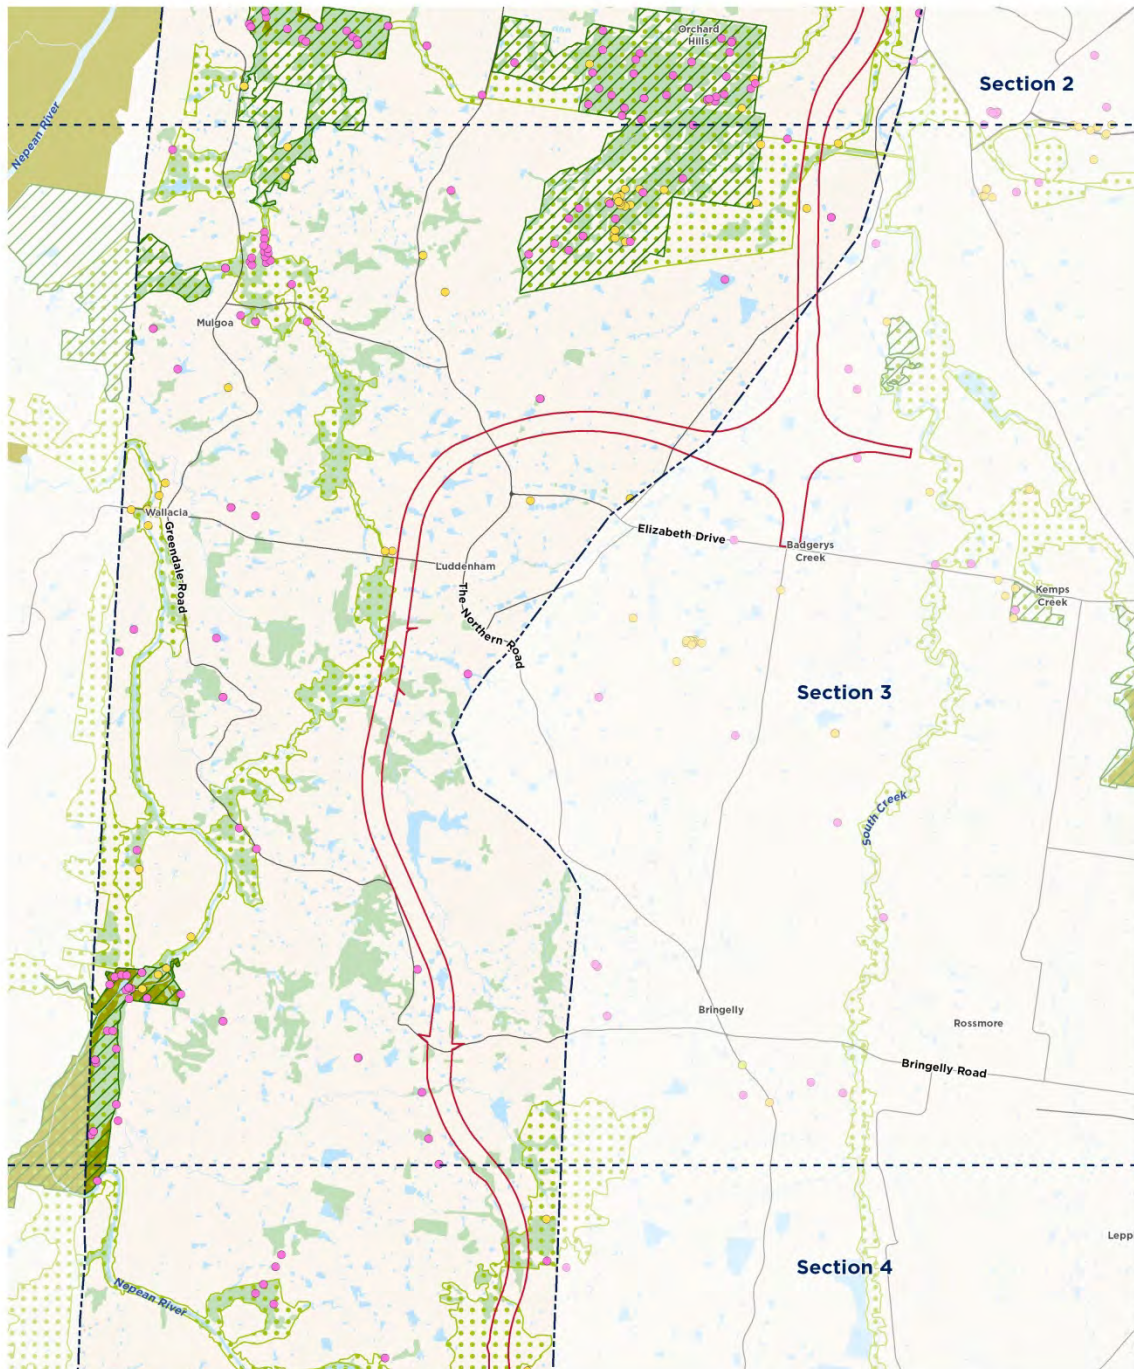 Orchard
Hills
Section 2
Nepean River
Mulgoa
Wallacia
Greendale Road
Elizabeth Drive
Badgerys
Creek
Luddenham
Kemps
Creek
The Northern Road
Section 3
South Creek
Bringelly
Rossmore
Bringelly Road
Lepp
Section 4
Nepean River